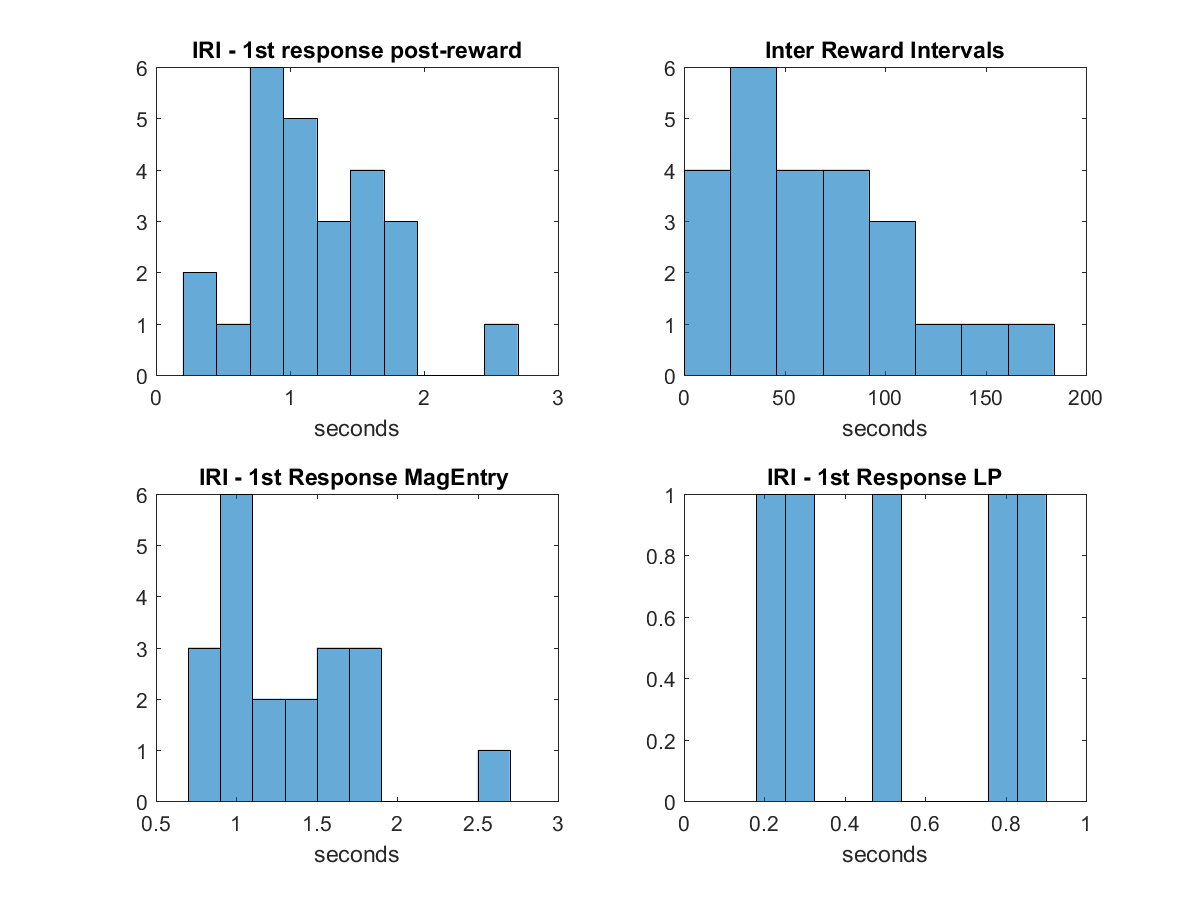 IRI - 1st response post-reward
6
5
4
3
2
1
0
0 1 2 3
seconds
Inter Reward Intervals
6
5
4
3
2
1
0
0 50 100 150 200
seconds
IRI - 1st Response MagEntry
6
5
4
3
2
1
0
0.5 1 1.5 2 2.5 3
seconds
IRI - 1st Response LP
1
0.8
0.6
0.4
0.2
0
0 0.2 0.4 0.6 0.8 1
seconds